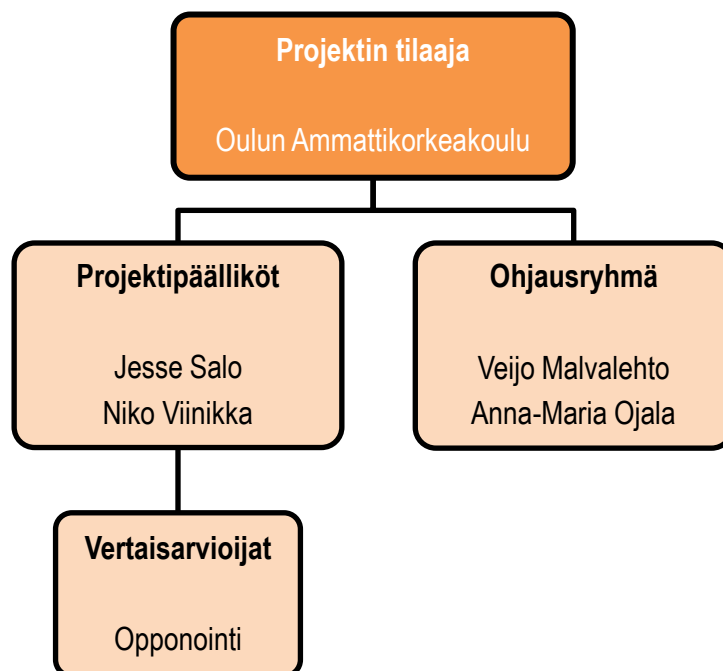 Projektin tilaaja
Oulun Ammattikorkeakoulu
Projektipäälliköt
Jesse Salo
Niko Viinikka
Ohjausryhmä
Veijo Malvalehto
Anna-Maria Ojala
Vertaisarvioijat
Opponointi